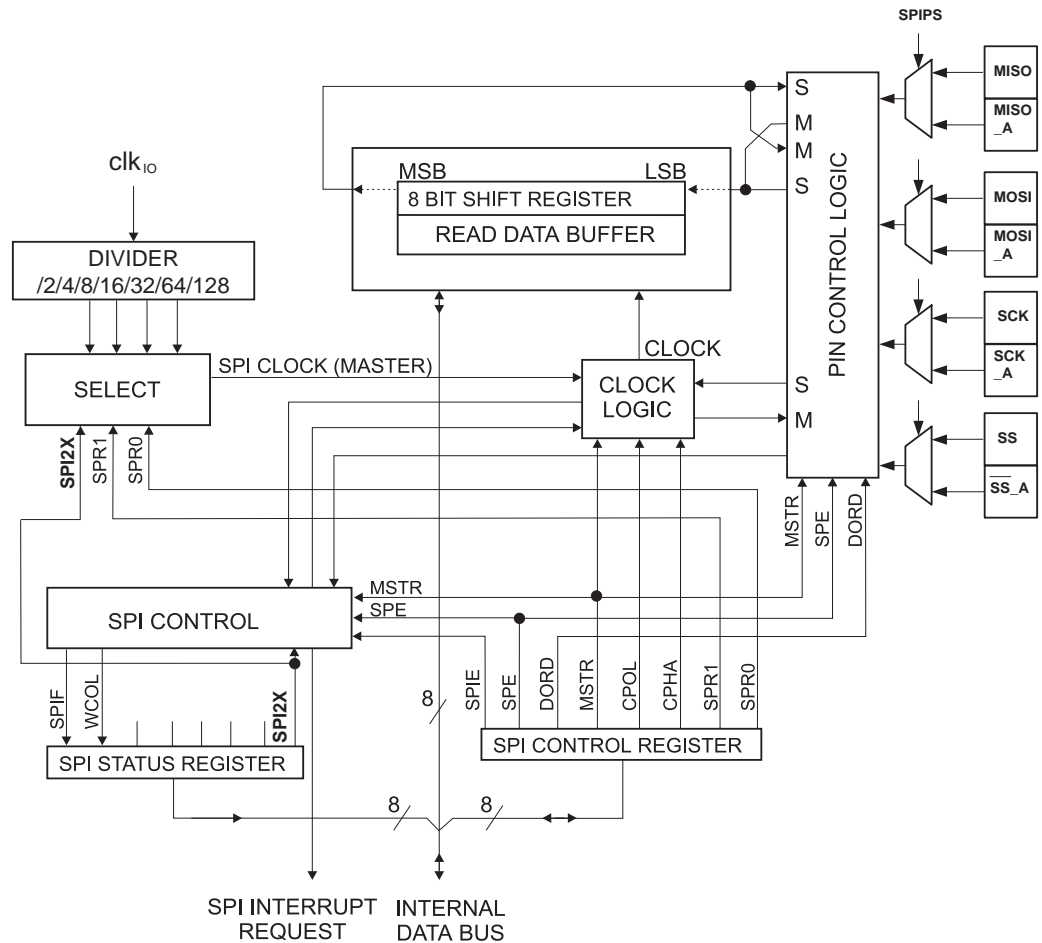 SPIPS
MISO
MISO
_A
MOSI
MOSI
_A
SCK
SCK
_A
SS
SS_A
S
M
M
S
S
M
PIN CONTROL LOGIC
clk IO
DIVIDER
/2/4/8/16/32/64/128
SELECT
SPI CLOCK (MASTER)
MSB
LSB
8 BIT SHIFT REGISTER
READ DATA BUFFER
CLOCK
CLOCK
LOGIC
SPI2X
SPR1
SPR0
MSTR
SPE
DORD
SPI CONTROL
MSTR
SPE
SPIF
WCOL
SPI2X
SPI STATUS REGISTER
8
SPIE
SPE
DORD
MSTR
CPOL
CPHA
SPR1
SPR0
SPI CONTROL REGISTER
8
8
SPI INTERRUPT
REQUEST
INTERNAL
DATA BUS